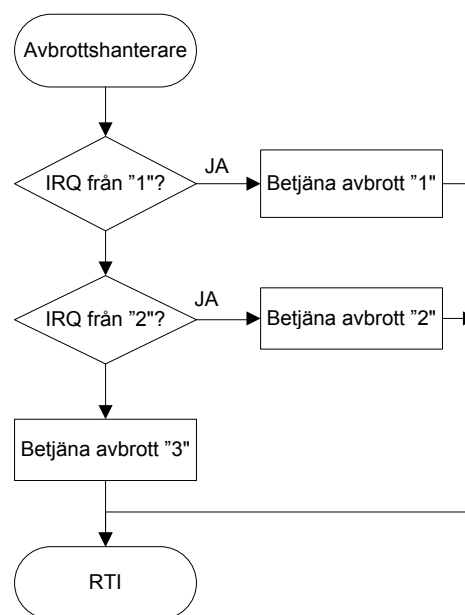 Avbrottshanterare
IRQ från ”1"?
JA
Betjäna avbrott ”1"
IRQ från ”2"?
JA
Betjäna avbrott ”2"
Betjäna avbrott ”3"
RTI